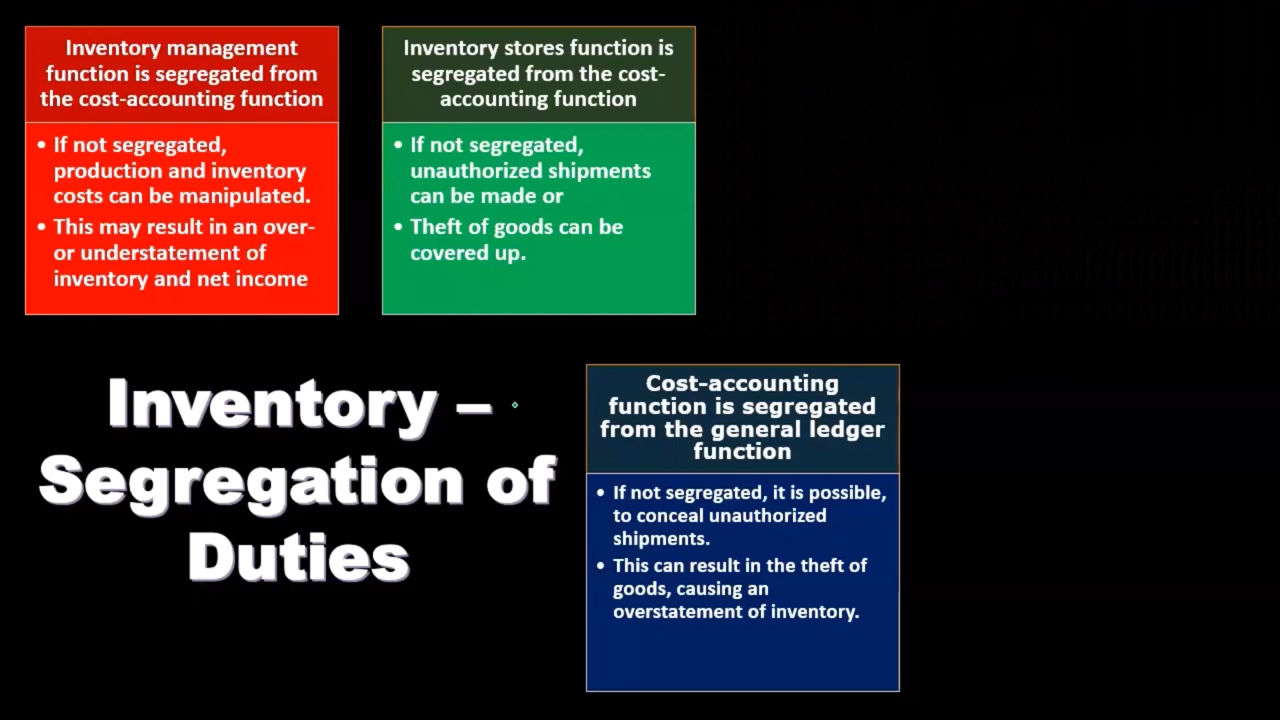 Inventory management
function is segregated from
the cost-accounting function
• If not segregated,
production and inventory
costs can be manipulated.
• This may result in an over-
or understatement of
inventory and net income
Inventory stores function is
segregated from the cost-
accounting function
• If not segregated,
unauthorized shipments
can be made or
• Theft of goods can be
covered up.
Inventory –
Segregation of
Duties
Cost-accounting
function is segregated
from the general ledger
function
• If not segregated, it is possible,
to conceal unauthorized
shipments.
• This can result in the theft of
goods, causing an
overstatement of inventory.